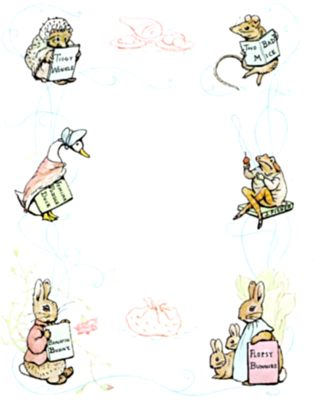 TIGGY
WINKLE
TWO BAD
MICE
BENJAMIN
BUNNY
FLOPSY
BUNNIES